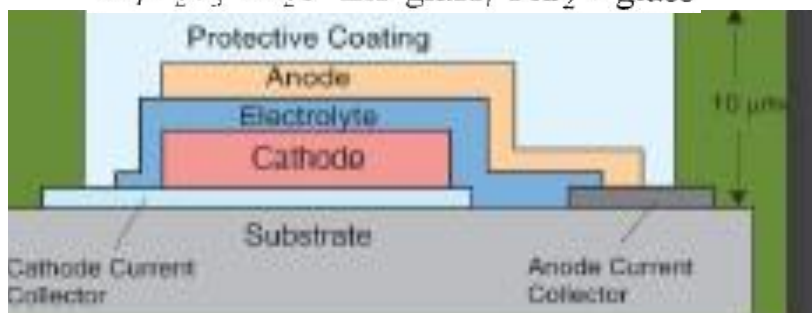 Protective Coating
Anode
10 µm
Electrolyte
Cathode
Substrate
Cathode Current
Collector
Anode Current
Collector